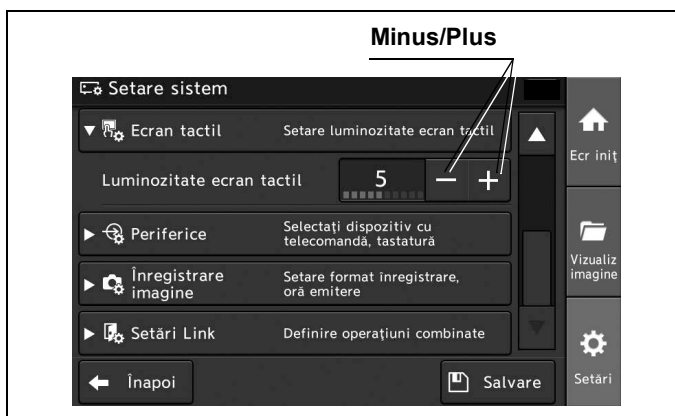 Minus/Plus
Setare sistem
Ecran tactil
Setare luminozitate ecran tactil
Luminozitate ecran tactil
5
Periferice
Selectați dispozitiv cu
telecomandă, tastatură
Înregistrare
imagine
Setare format înregistrare,
oră emitere
Setări Link
Definire operațiuni combinate
Înapoi
Salvare
Ecr iniț
Vizualiz
imagine
Setări